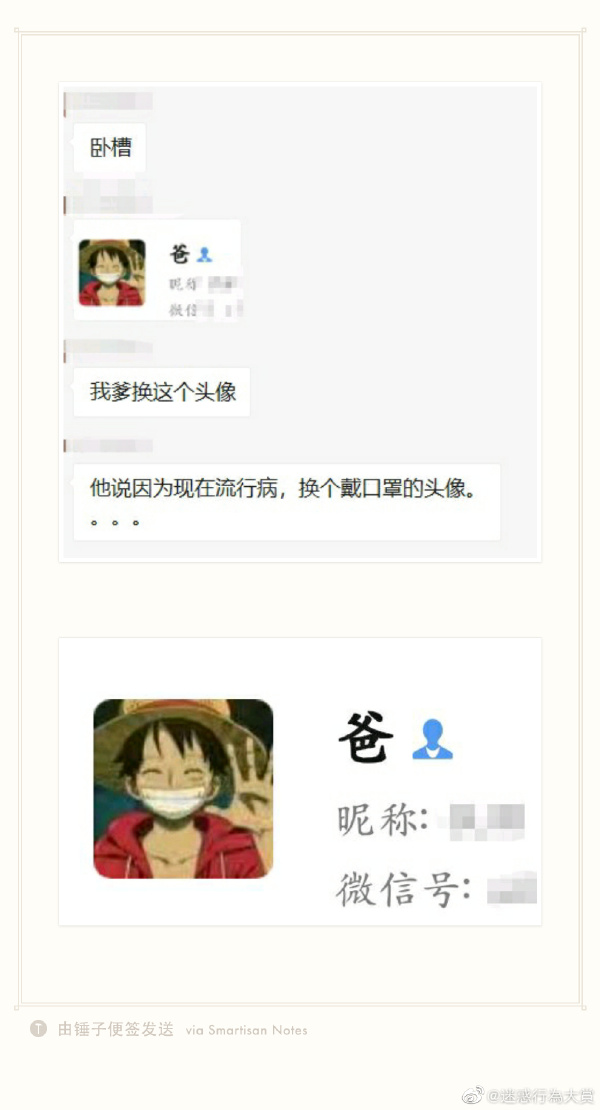 卧槽
爸
昵称
微信
我爹换这个头像
他说因为现在流行病，换个戴口罩的头像。
。。。
爸
昵称：
微信号：
T 由锤子便签发送 via Smartisan Notes
@迷惑行為大赏